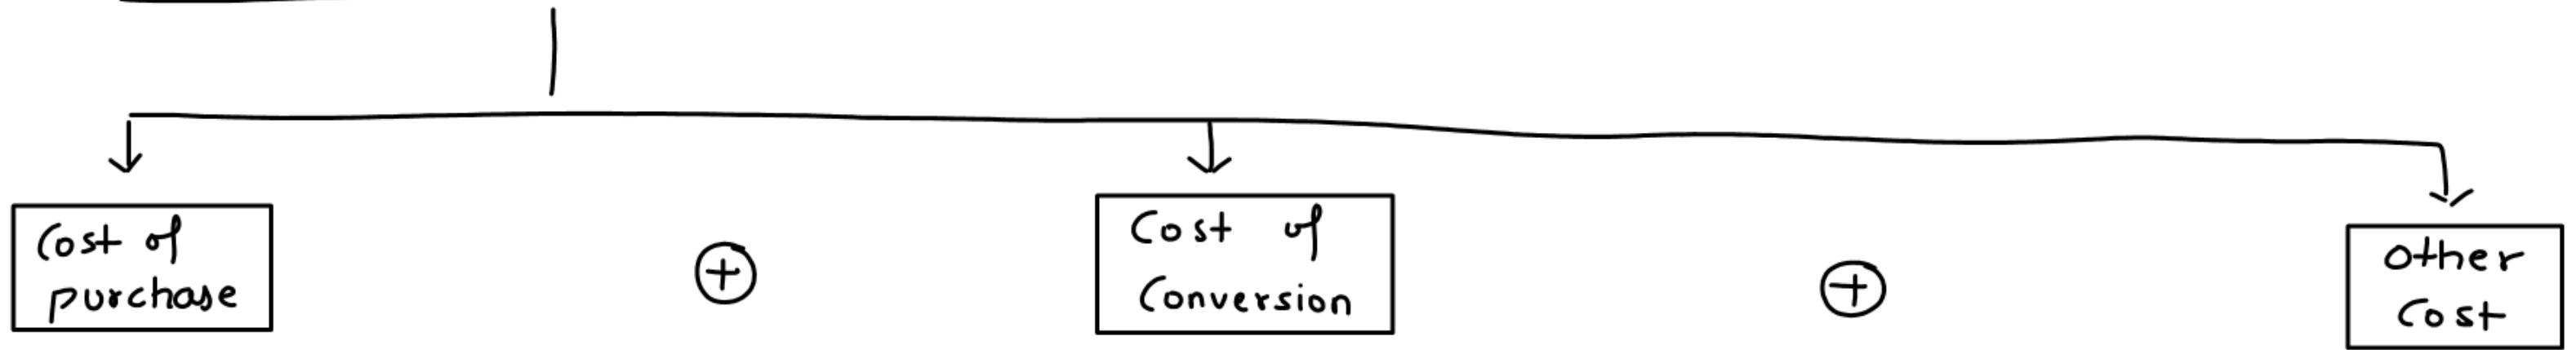 Cost of
purchase
+
Cost of
Conversion
+
other
Cost